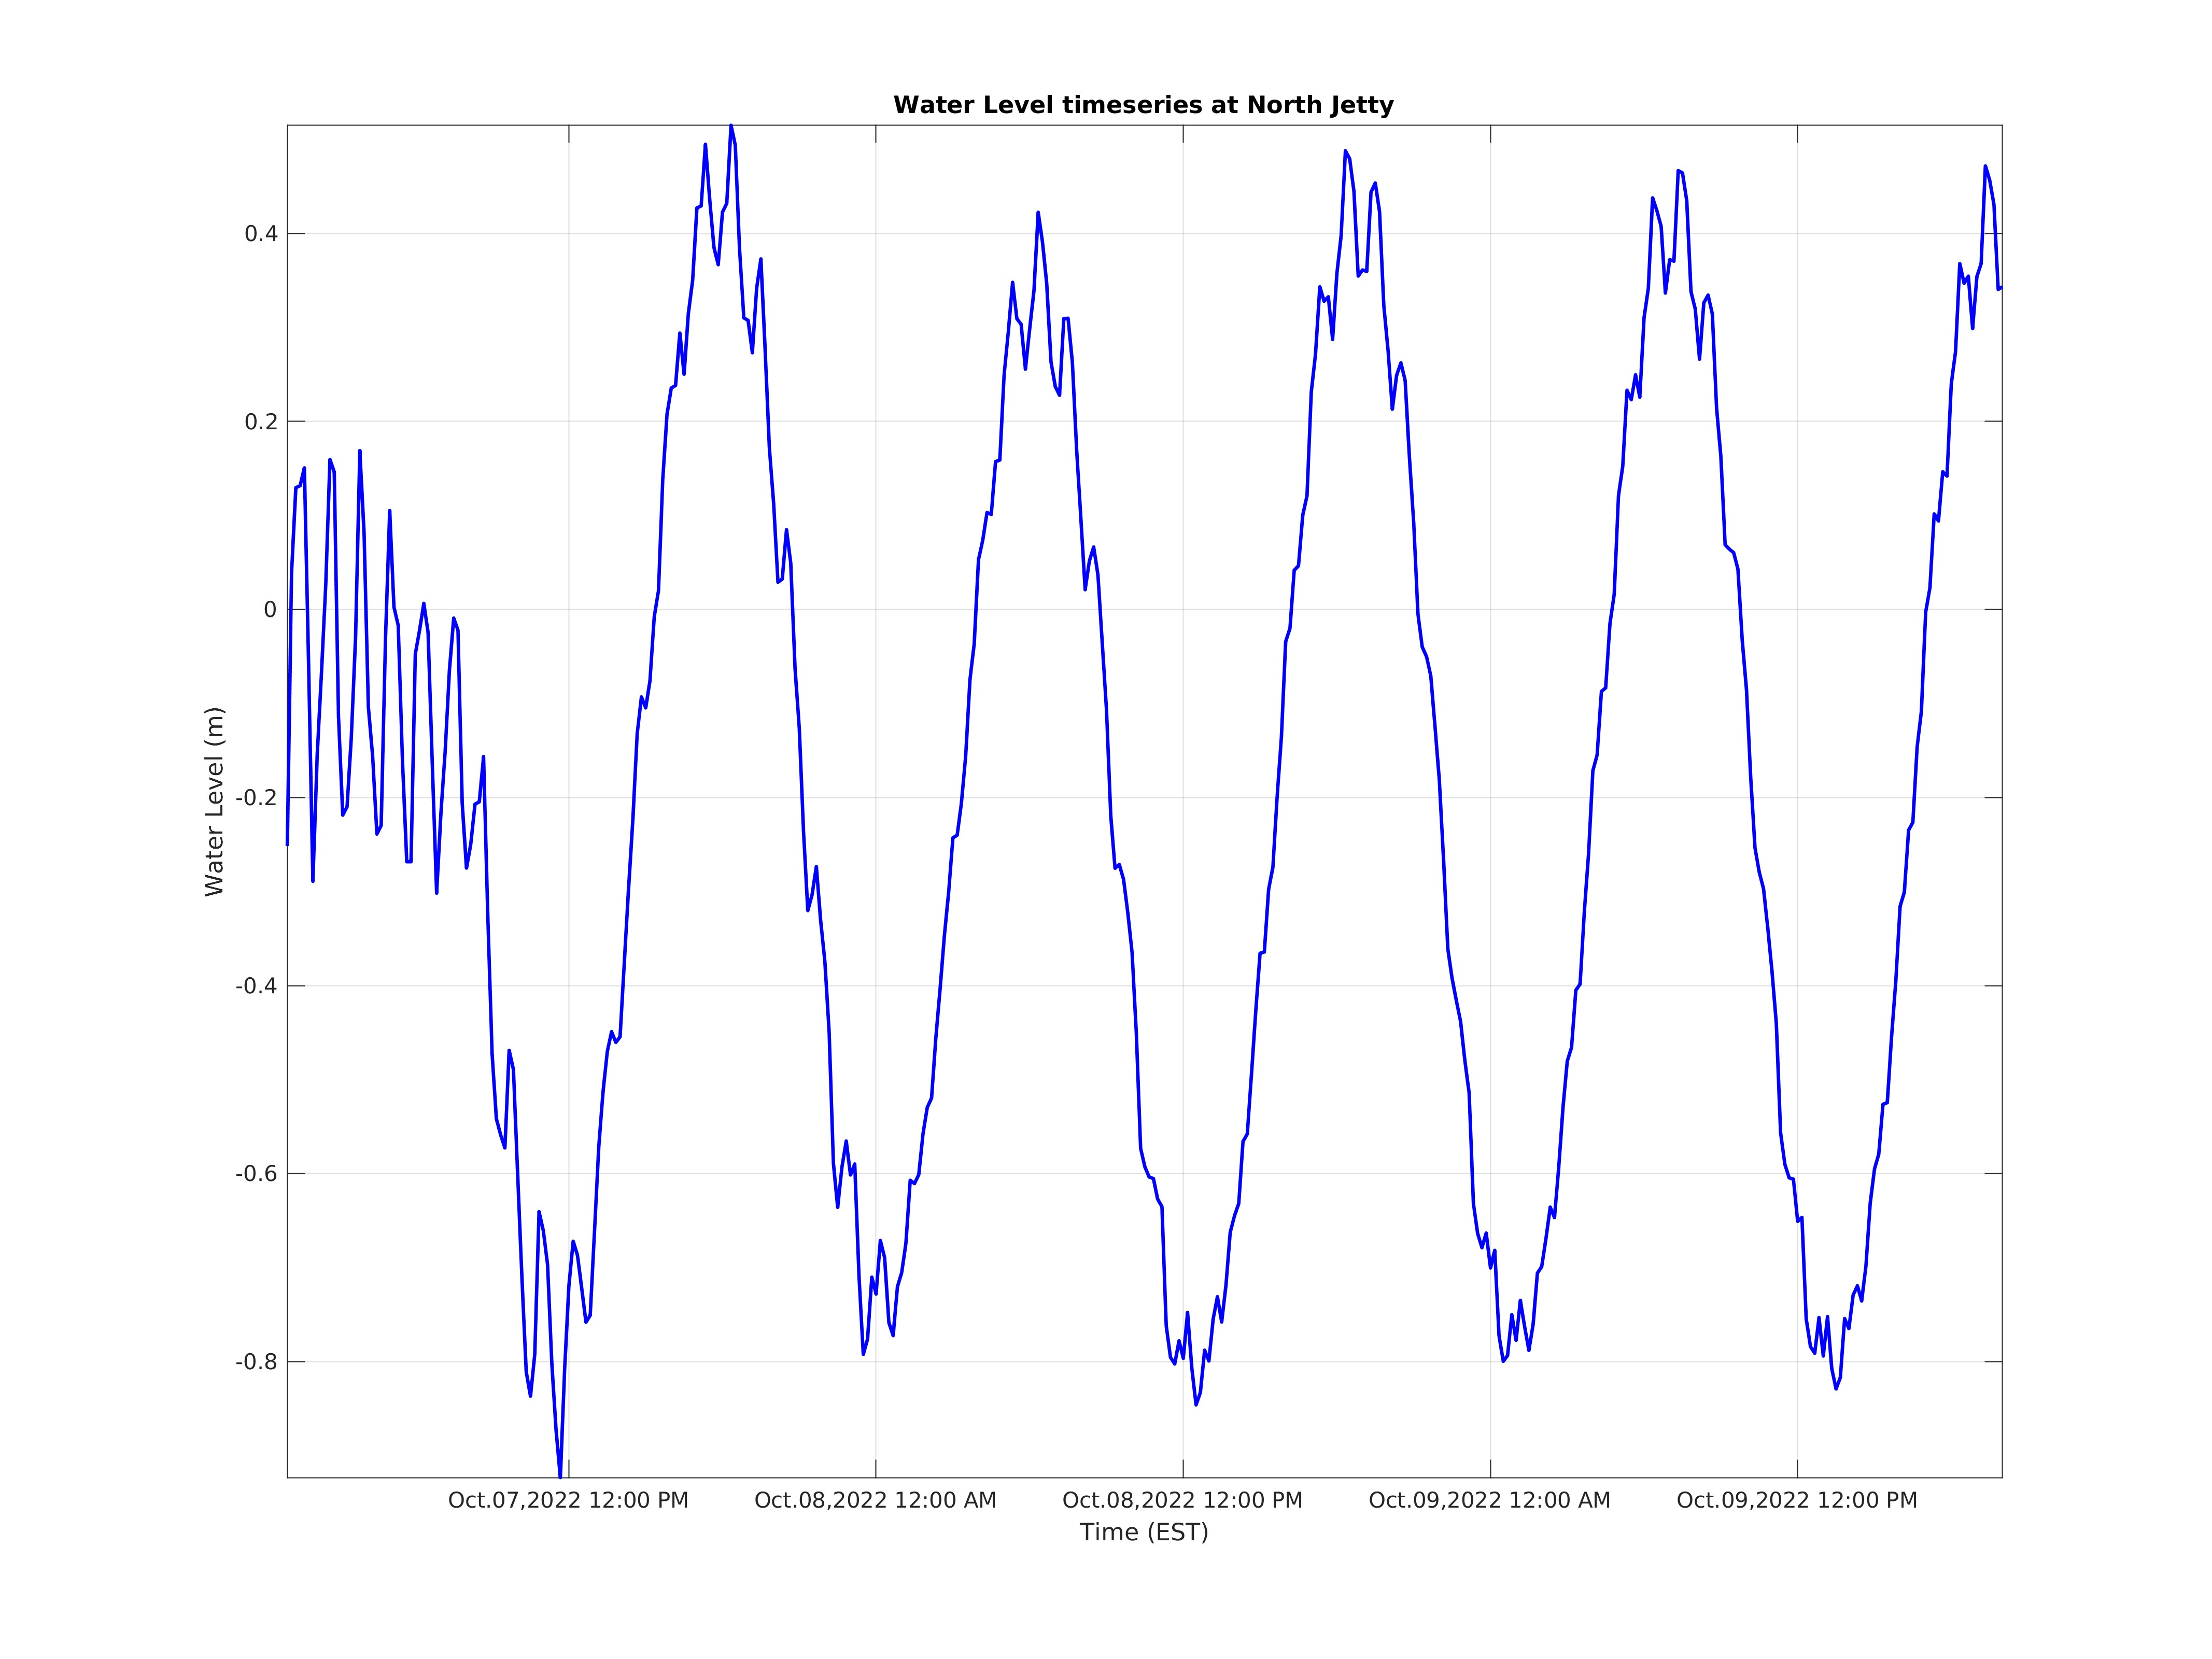 Water Level timeseries at North Jetty
0.4
0.2
0
-0.2
-0.4
-0.6
-0.8
Water Level (m)
Oct.07,2022 12:00 PM
Oct.08,2022 12:00 AM
Oct.08,2022 12:00 PM
Oct.09,2022 12:00 AM
Oct.09,2022 12:00 PM
Time (EST)